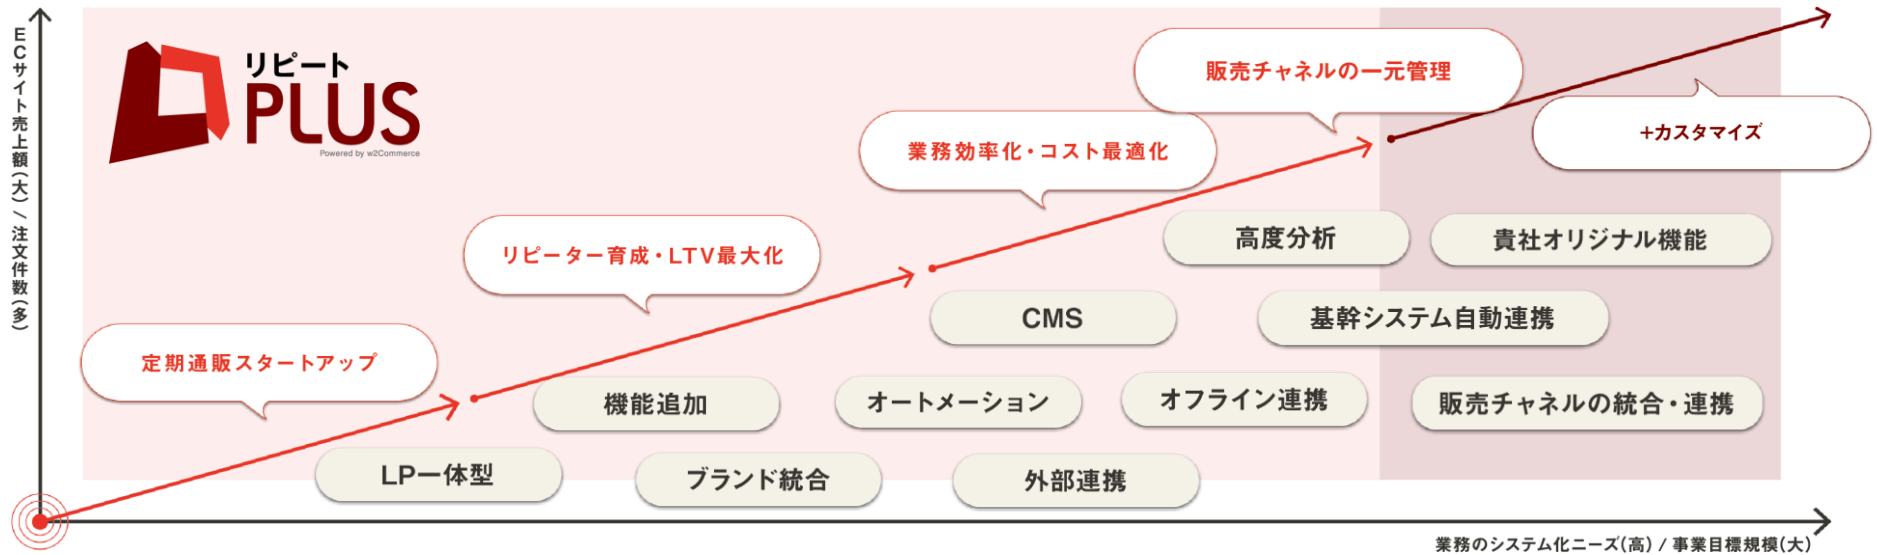 ECサイト売上額(大) / 注文件数(多)
リピート
PLUS
Powered by w2Commerce
販売チャネルの一元管理
+カスタマイズ
業務効率化・コスト最適化
リピーター育成・LTV最大化
定期通販スタートアップ
高度分析
貴社オリジナル機能
CMS
基幹システム自動連携
機能追加
オートメーション
オフライン連携
販売チャネルの統合・連携
LP一体型
ブランド統合
外部連携
業務のシステム化ニーズ(高) / 事業目標規模(大)